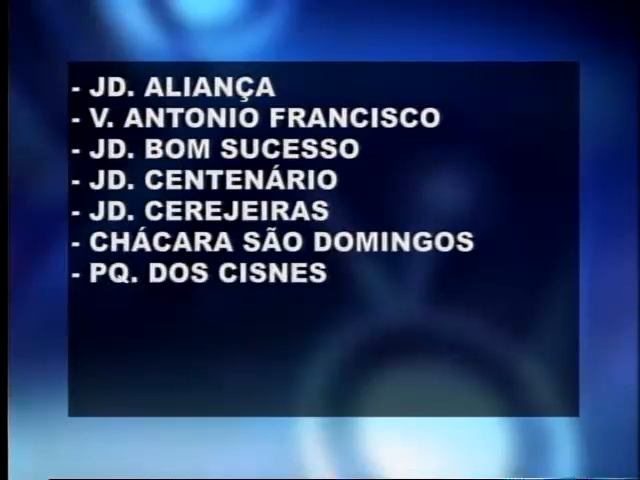 - JD. ALIANÇA
- V. ANTONIO FRANCISCO
- JD. BOM SUCESSO
- JD. CENTENÁRIO
- JD. CEREJEIRAS
- CHÁCARA SÃO DOMINGOS
- PQ. DOS CISNES